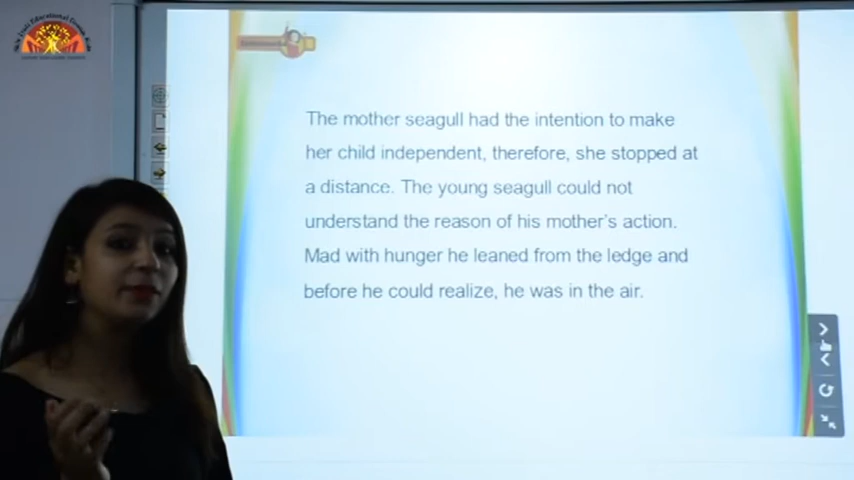 The mother seagull had the intention to make
her child independent, therefore, she stopped at
a distance. The young seagull could not
understand the reason of his mother's action.
Mad with hunger he leaned from the ledge and
before he could realize, he was in the air.